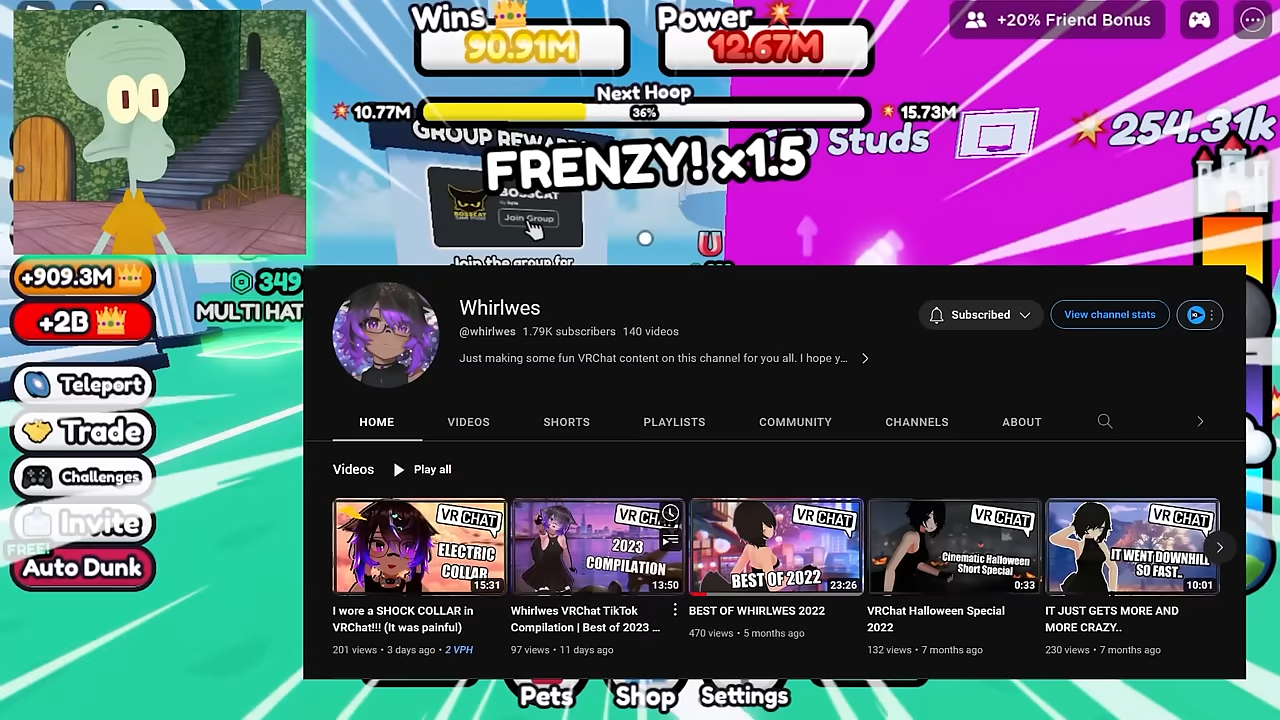 Wins
90.91M
Power
12.67M
+20% Friend Bonus
Next Hoop
10.77M
36%
15.73M
GROUP REWARD
Studs
254.31k
FRENZY! x1.5
BOSSCAT
BOSSCAT
Join Group
Join the group for
+909.3M
349
+2B
MULTI HAT
Teleport
Trade
Challenges
Invite
FREE!
Auto Dunk
Whirlwes
@whirlwes 1.79K subscribers 140 videos
Just making some fun VRChat content on this channel for you all. I hope y...
Subscribed
View channel stats
HOME VIDEOS SHORTS PLAYLISTS COMMUNITY CHANNELS ABOUT
Videos Play all
VR CHAT
ELECTRIC
COLLAR
15:31
VR CH
2023
COMPILATION
13:50
VR CHAT
BEST OF 2022
23:26
VR CHAT
Cinematic Halloween
Short Special
0:33
VR CHAT
IT WENT DOWNHILL
SO FAST..
10:01
I wore a SHOCK COLLAR in
VRChat!!! (It was painful)
201 views • 3 days ago • 2 VPH
Whirlwes VRChat TikTok
Compilation | Best of 2023 ...
97 views • 11 days ago
BEST OF WHIRLWES 2022
470 views • 5 months ago
VRChat Halloween Special
2022
132 views • 7 months ago
IT JUST GETS MORE AND
MORE CRAZY..
230 views • 7 months ago
Pets Shop Settings